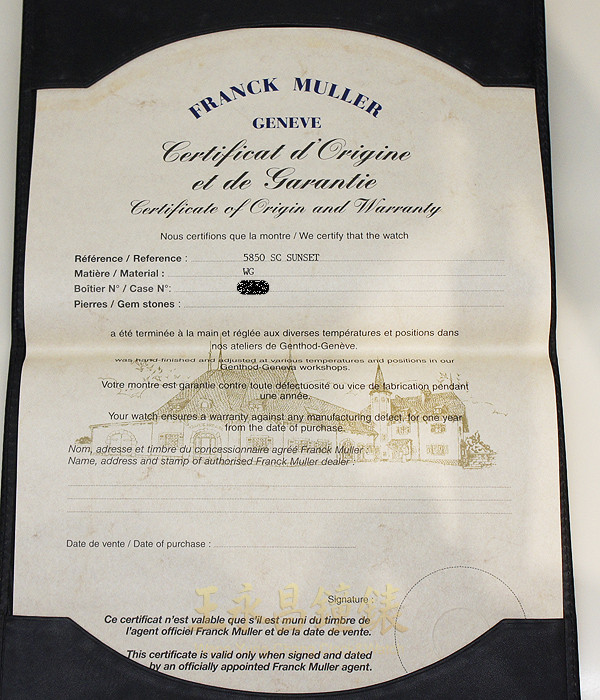 FRANCK MULLER
GENEVE
Certificat d'Origine
et de Garantie
Certificate of Origin and Warranty
Nous certifions que la montre / We certify that the watch
Référence / Reference : 5850 SC SUNSET
Matière / Material : WG
Boîtier N° / Case N°:
Pierres / Gem stones :
a été terminée à la main et réglée aux diverses températures et positions dans
nos ateliers de Genthod-Genève.
was hand-finished and adjusted at various temperatures and positions in our
Genthod-Geneva workshops.
Votre montre est garantie contre toute défectuosité ou vice de fabrication pendant
une année.
Your watch ensures a warranty against any manufacturing defect, for one year
from the date of purchase.
Nom, adresse et timbre du concessionnaire agréé Franck Muller :
Name, address and stamp of authorised Franck Muller dealer :
Date de vente / Date of purchase :
Signature :
王永昌鐘錶
Ce certificat n'est valable que s'il est muni du timbre de
l'agent officiel Franck Muller et de la date de vente.
This certificate is valid only when signed and dated
by an officially appointed Franck Muller agent.